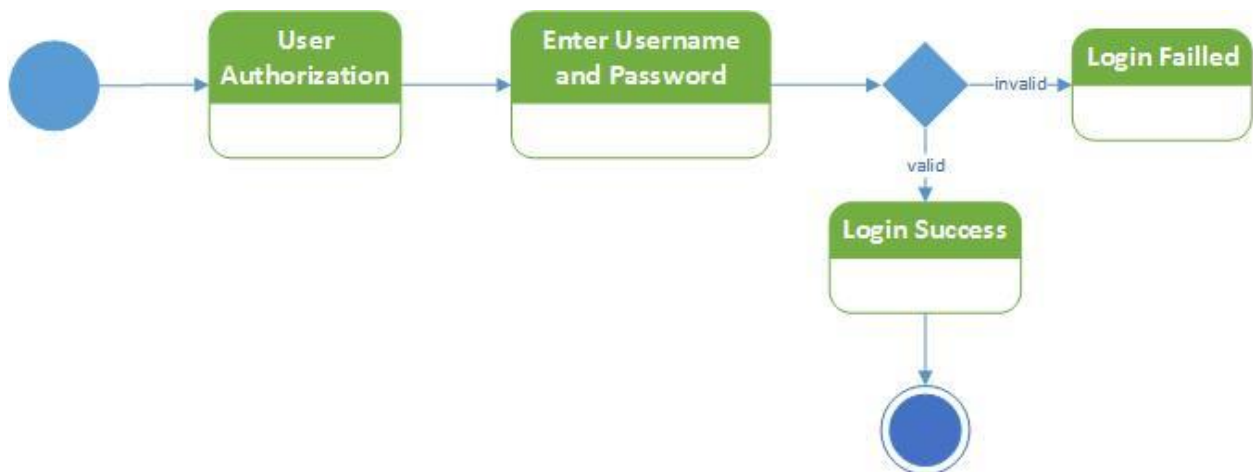 User
Authorization
Enter Username
and Password
invalid
Login Failled
valid
Login Success